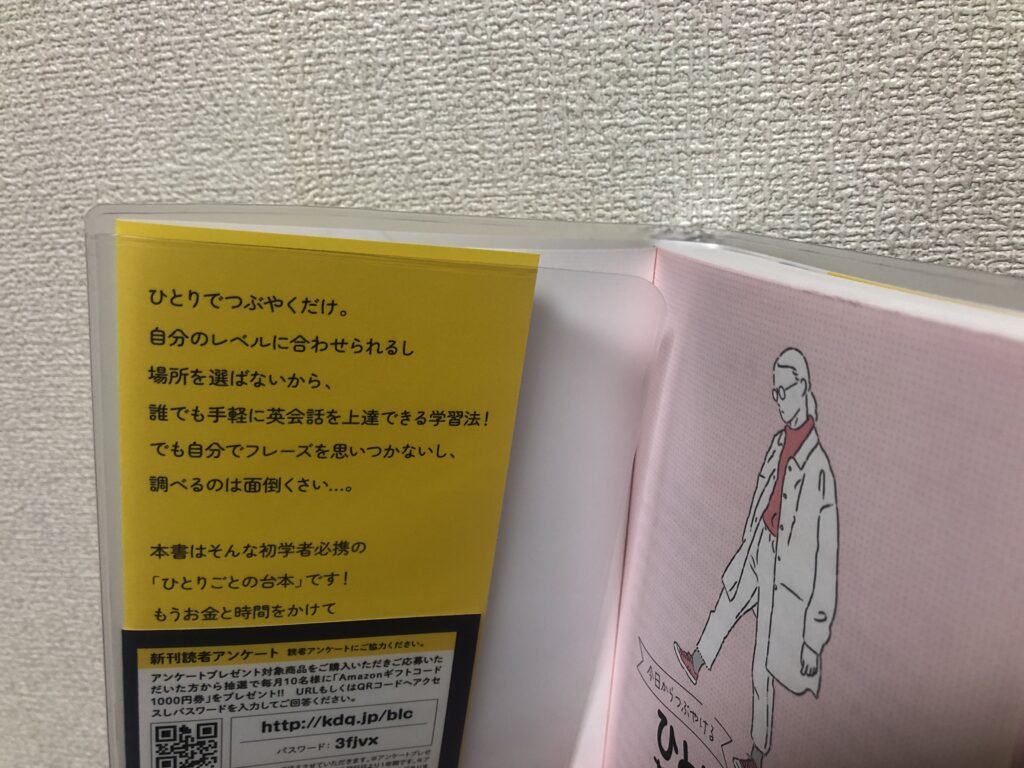 ひとりでつぶやくだけ。
自分のレベルに合わせられるし
場所を選ばないから、
誰でも手軽に英会話を上達できる学習法！
でも自分でフレーズを思いつかないし、
調べるのは面倒くさい…。
本書はそんな初学者必携の
「ひとりごとの台本」です！
もうお金と時間をかけて
新刊読者アンケート 読者アンケートにご協力ください。
アンケートプレゼント対象商品をご購入いただきご応募いた
だいた方から抽選で毎月10名様に「Amazonギフトコード
1000円券」をプレゼント!! URLもしくはQRコードへアクセ
スしパスワードを入力してご回答ください。
http://kdq.jp/blc
パスワード：3fjvx
今日からつぶやける
ひと